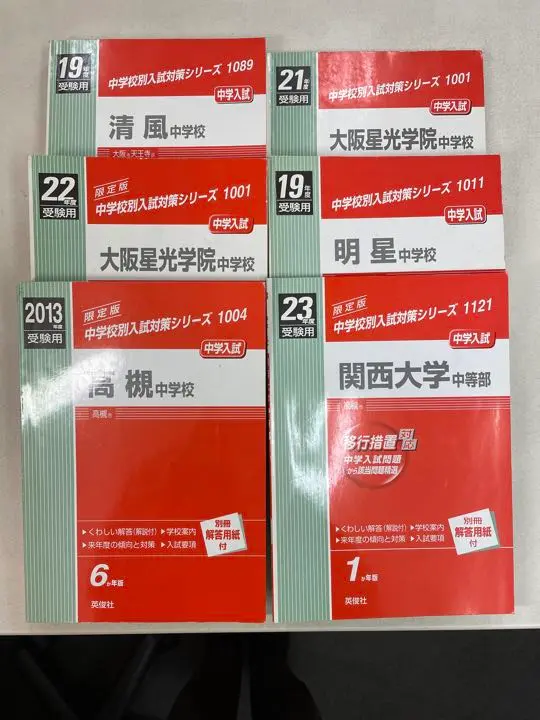 19年度
受験用
中学校別入試対策シリーズ 1089
中学入試
清風中学校
大阪市天王寺区
21年度
受験用
中学校別入試対策シリーズ 1001
中学入試
大阪星光学院中学校
22年度
受験用
限定版
中学校別入試対策シリーズ 1001
中学入試
大阪星光学院中学校
19年度
受験用
中学校別入試対策シリーズ 1011
中学入試
明星中学校
2013年度
受験用
限定版
中学校別入試対策シリーズ 1004
中学入試
高槻中学校
高槻市
▶くわしい解答(解説付) ▶学校案内
▶来年度の傾向と対策 ▶入試要項
別冊
解答用紙
付
6か年版
英俊社
23年度
受験用
限定版
中学校別入試対策シリーズ 1121
中学入試
関西大学中等部
高槻市
移行措置対応
中学入試問題
から該当問題精選
▶くわしい解答(解説付) ▶学校案内
▶来年度の傾向と対策 ▶入試要項
別冊
解答用紙
付
1か年版
英俊社